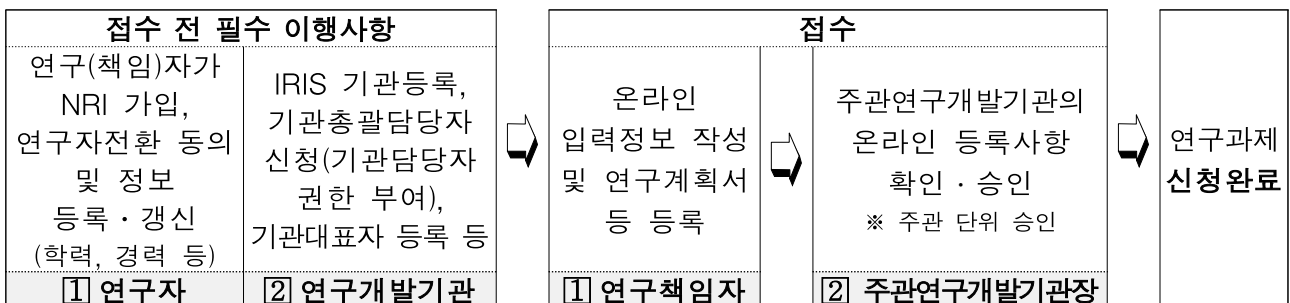 접수 전 필수 이행사항
연구(책임)자가
NRI 가입,
연구자전환 동의
및 정보
등록・갱신
(학력, 경력 등)
1 연구자
IRIS 기관등록,
기관총괄담당자
신청(기관담당자
권한 부여),
기관대표자 등록 등
2 연구개발기관
접수
온라인
입력정보 작성
및 연구계획서
등 등록
1 연구책임자
주관연구개발기관의
온라인 등록사항
확인・승인
※ 주관 단위 승인
2 주관연구개발기관장
연구과제
신청완료